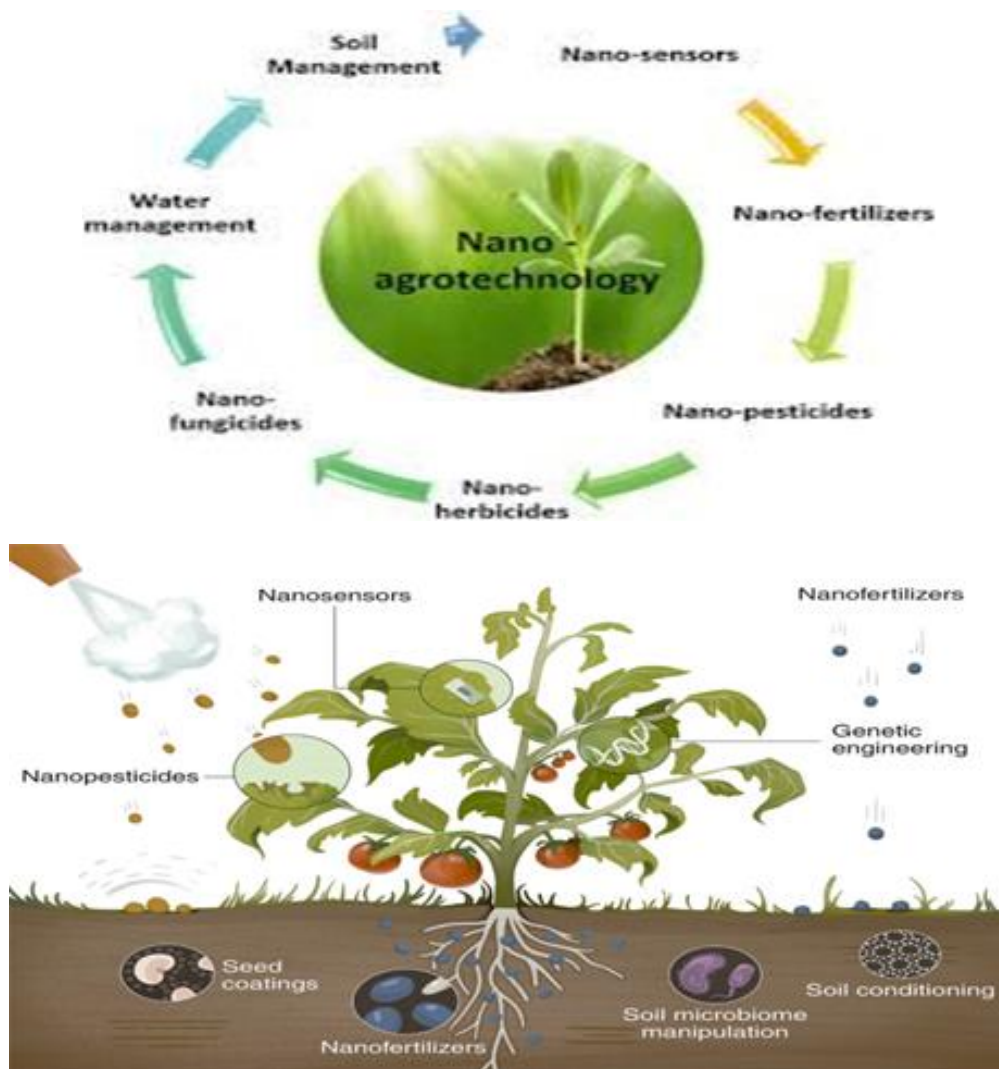 Soil
Management
Nano-sensors
Water
management
Nano-fertilizers
Nano -
agrotechnology
Nano-
fungicides
Nano-pesticides
Nano-
herbicides
Nanosensors
Nanofertilizers
Genetic
engineering
Nanopesticides
Seed
coatings
Nanofertilizers
Soil microbiome
manipulation
Soil conditioning